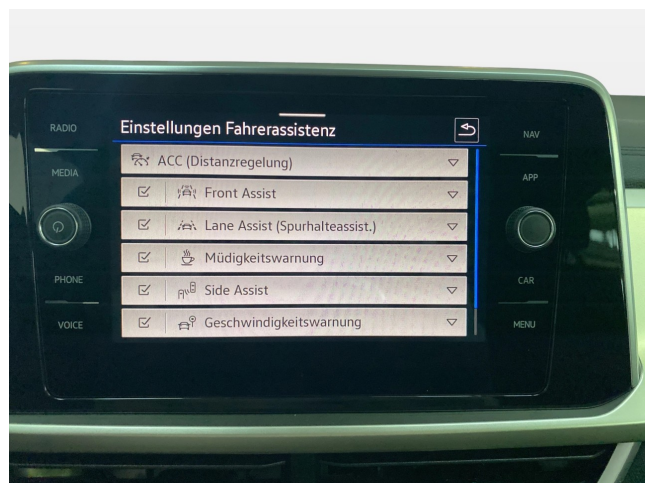 RADIO
MEDIA
PHONE
VOICE
Einstellungen Fahrerassistenz
ACC (Distanzregelung)
Front Assist
Lane Assist (Spurhalteassist.)
Müdigkeitswarnung
Side Assist
Geschwindigkeitswarnung
NAV
APP
CAR
MENU